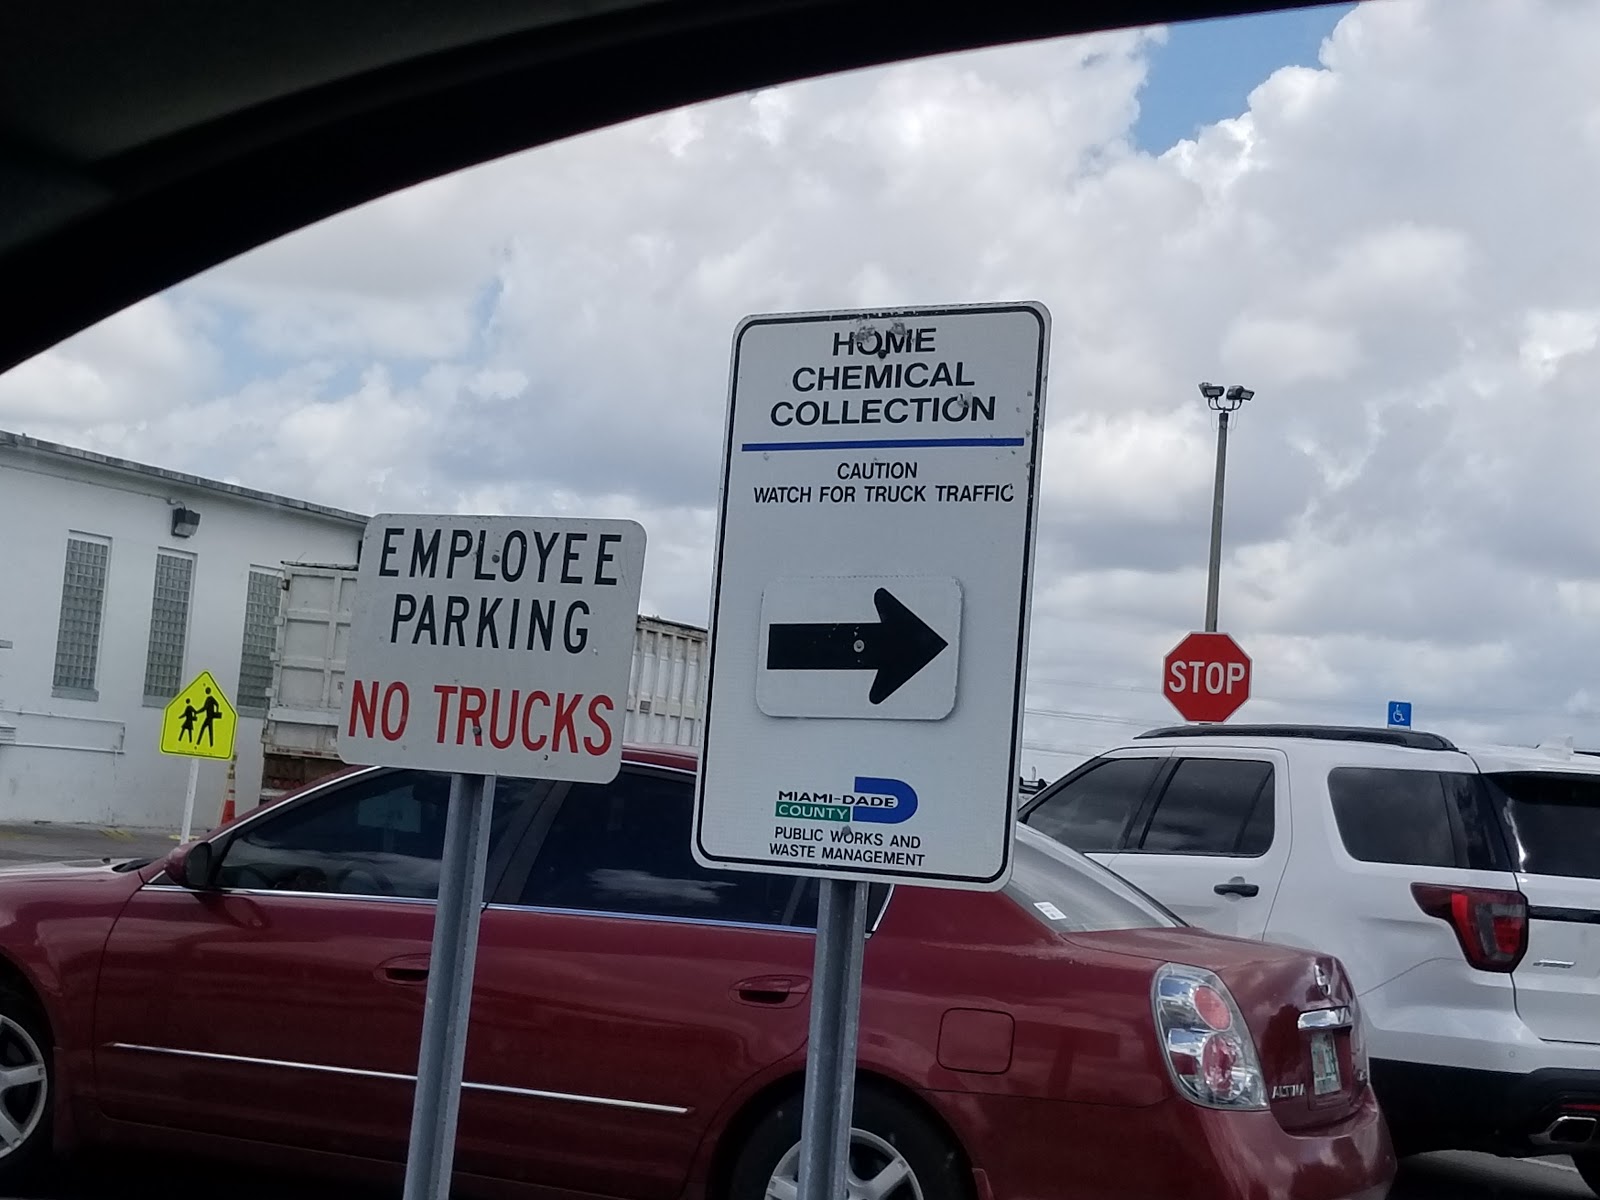 HOME
CHEMICAL
COLLECTION
CAUTION
WATCH FOR TRUCK TRAFFIC
MIAMI-DADE
COUNTY
PUBLIC WORKS AND
WASTE MANAGEMENT
EMPLOYEE
PARKING
NO TRUCKS
STOP
ALTIMA